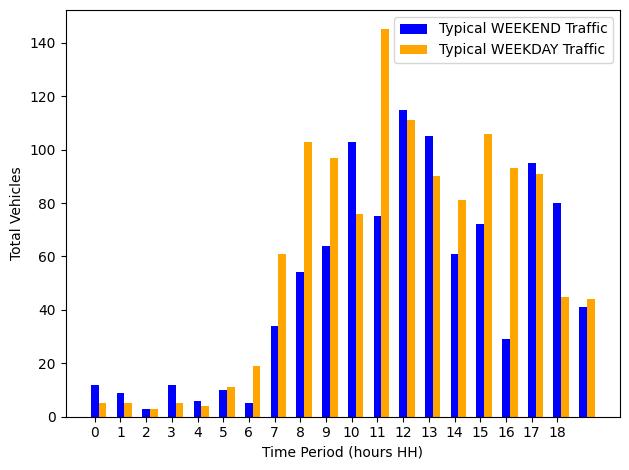 Typical WEEKEND Traffic
Typical WEEKDAY Traffic
140
120
100
80
60
40
20
0
Total Vehicles
0 1 2 3 4 5 6 7 8 9 10 11 12 13 14 15 16 17 18
Time Period (hours HH)